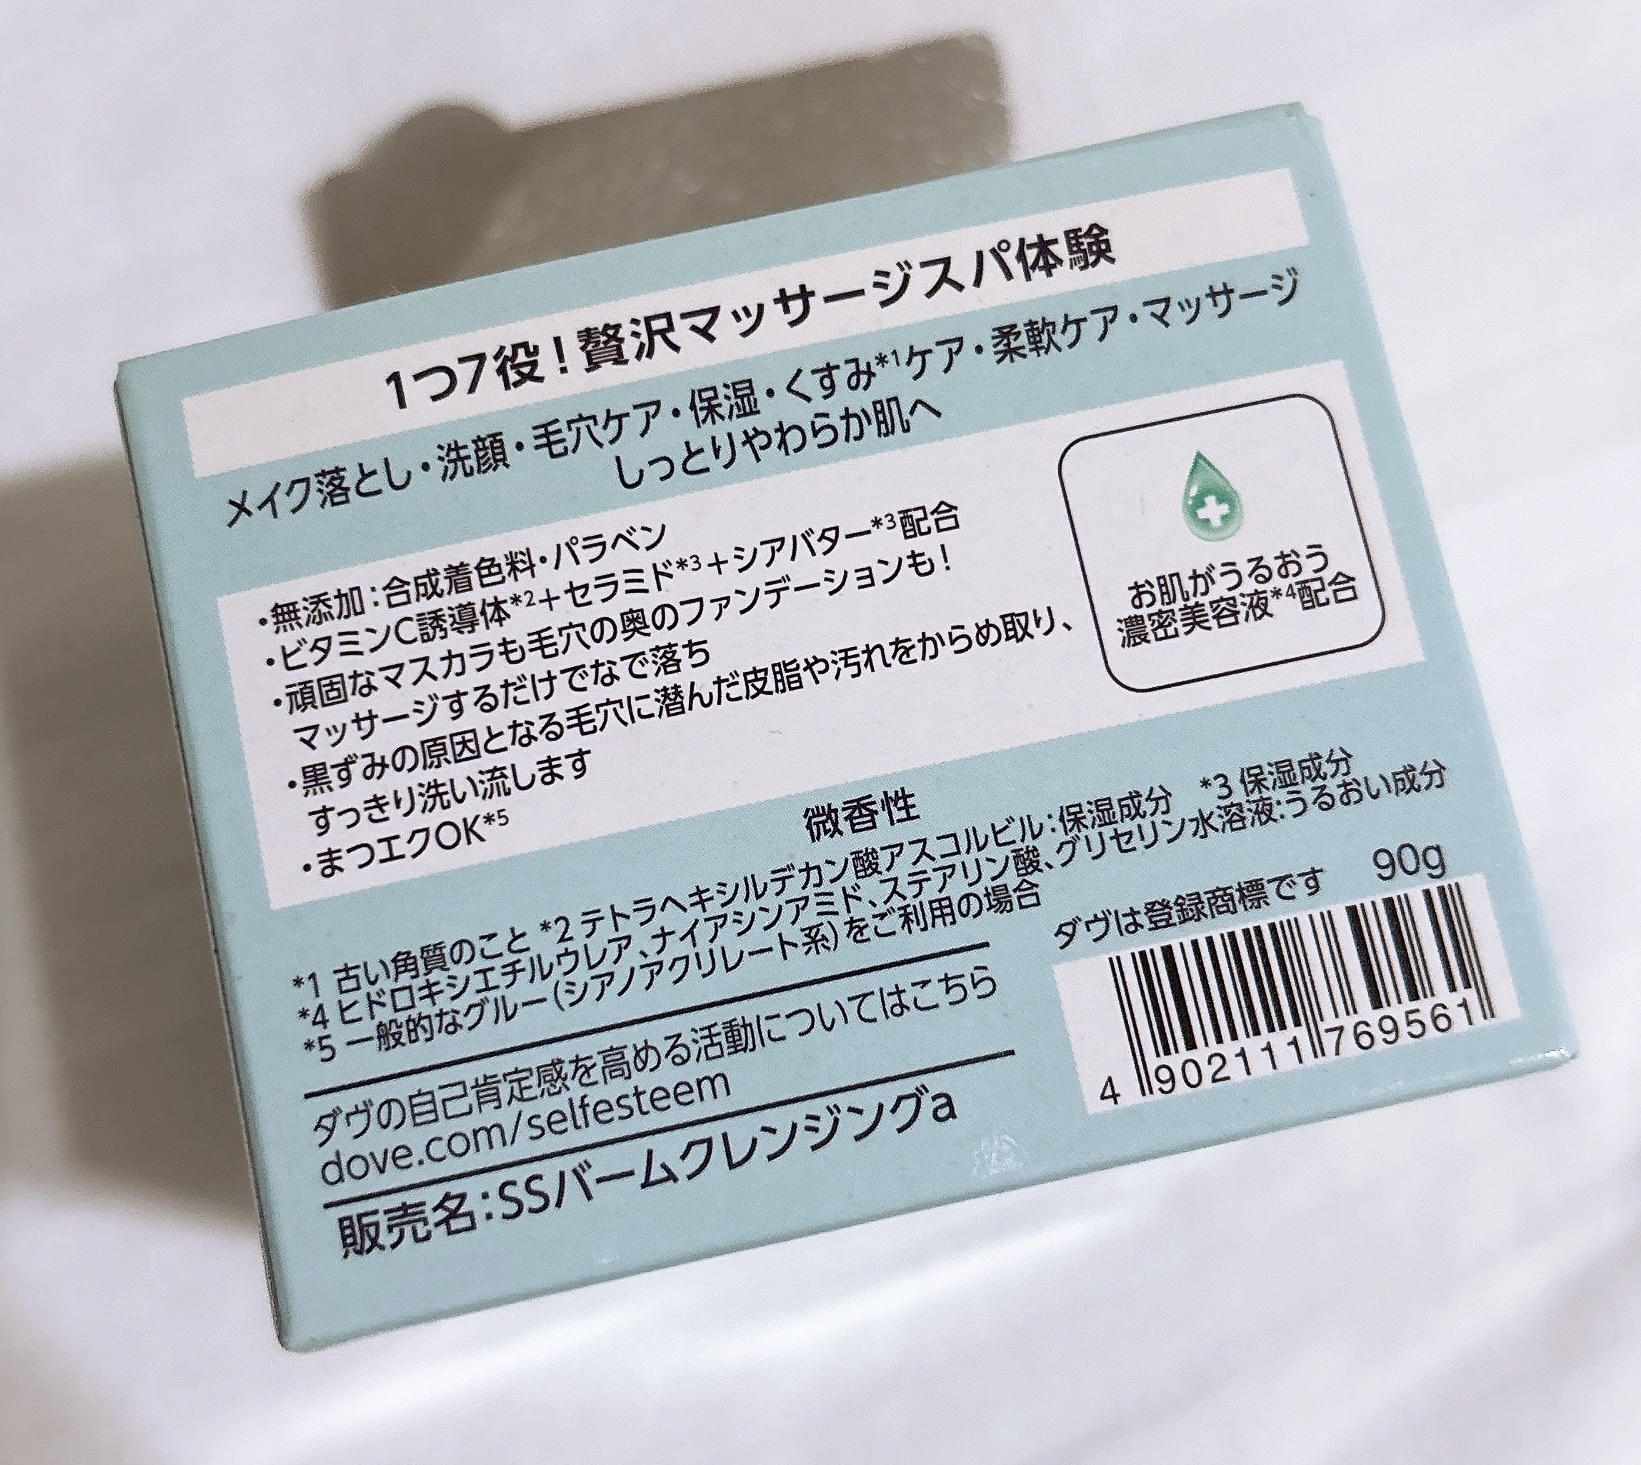 1つ7役！贅沢マッサージスパ体験
メイク落とし・洗顔・毛穴ケア・保湿・くすみ*1ケア・柔軟ケア・マッサージ
しっとりやわらか肌へ
・無添加：合成着色料・パラベン
・ビタミンC誘導体*2＋セラミド*3＋シアバター*3配合
・頑固なマスカラも毛穴の奥のファンデーションも！
マッサージするだけでなで落ち
・黒ずみの原因となる毛穴に潜んだ皮脂や汚れをからめ取り、
すっきり洗い流します
・まつエクOK*5
お肌がうるおう
濃密美容液*4配合
微香性
*1 古い角質のこと *2 テトラヘキシルデカン酸アスコルビル：保湿成分 *3 保湿成分
*4 ヒドロキシエチルウレア、ナイアシンアミド、ステアリン酸、グリセリン水溶液：うるおい成分
*5 一般的なグルー（シアノアクリレート系）をご利用の場合
ダヴの自己肯定感を高める活動についてはこちら
dove.com/selfesteem
販売名：SSバームクレンジングa
ダヴは登録商標です 90g
4 902111 769561